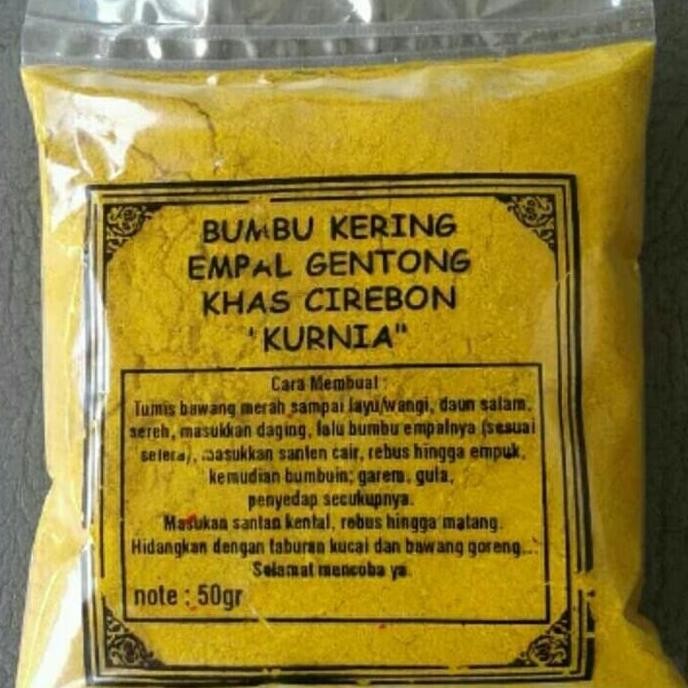 BUMBU KERING
EMPAL GENTONG
KHAS CIREBON
"KURNIA"
Cara Membuat :
Tumis bawang merah sampai layu/wangi, daun salam,
sereh, masukkan daging, lalu bumbu empalnya (sesuai
selera), masukkan santen cair, rebus hingga empuk,
kemudian bumbuin; garem, gula,
penyedap secukupnya.
Masukan santan kental, rebus hingga matang.
Hidangkan dengan taburan kucai dan bawang goreng...
Selamat mencoba ya.
note : 50gr